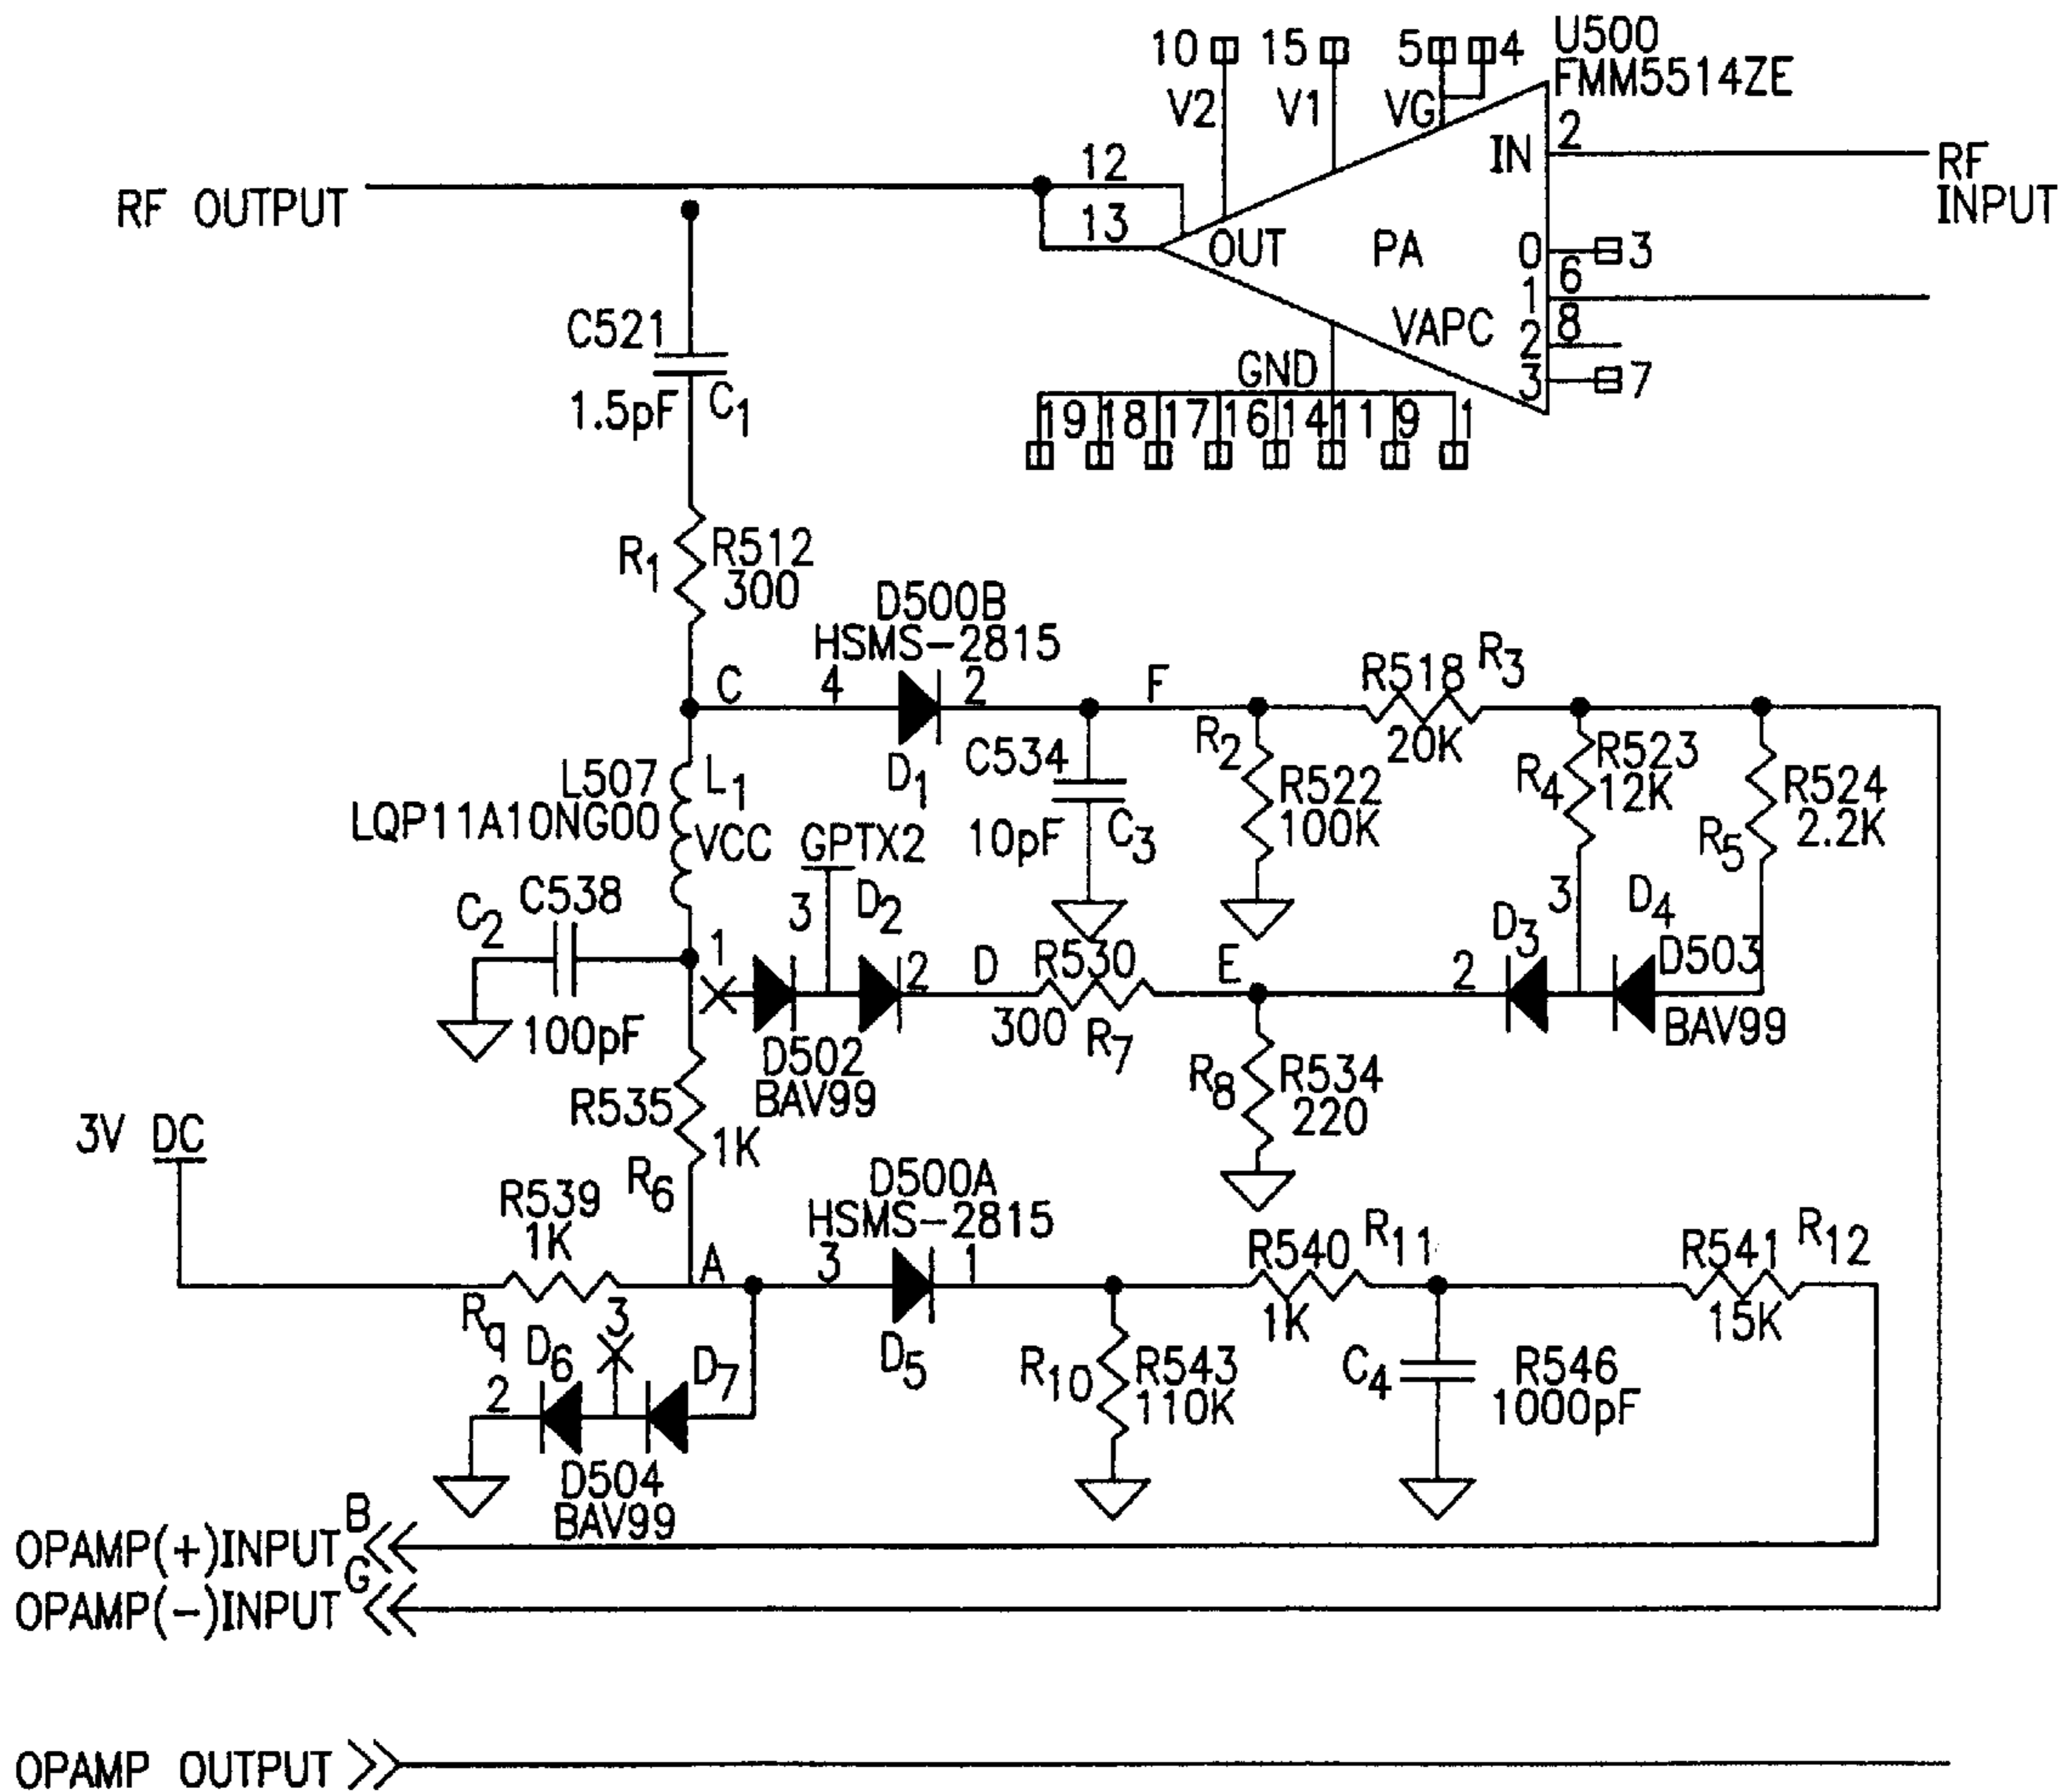 U500
FMM5514ZE
10
15
5
4
V2
V1
VG
IN
2
RF
INPUT
RF OUTPUT
12
13
OUT
PA
0
3
6
1
VAPC
8
2
3
7
GND
19
18
17
16
14
11
9
1
C521
1.5pF
C1
R1
R512
300
D500B
HSMS-2815
C
4
2
F
D1
R518
R3
20K
C534
10pF
C3
R2
R522
100K
R4
R523
12K
R5
R524
2.2K
L507
LQP11A10NG00
L1
VCC
GPTX2
C2
C538
100pF
1
3
D2
2
D
R530
300
R7
E
2
D3
3
D4
D503
BAV99
D502
BAV99
R535
1K
R6
R8
R534
220
3V DC
R539
1K
R9
A
D500A
HSMS-2815
3
1
D5
R540
1K
R11
R541
15K
R12
D6
3
D7
2
D504
BAV99
R10
R543
110K
C4
R546
1000pF
B
OPAMP(+)INPUT
G
OPAMP(-)INPUT
OPAMP OUTPUT